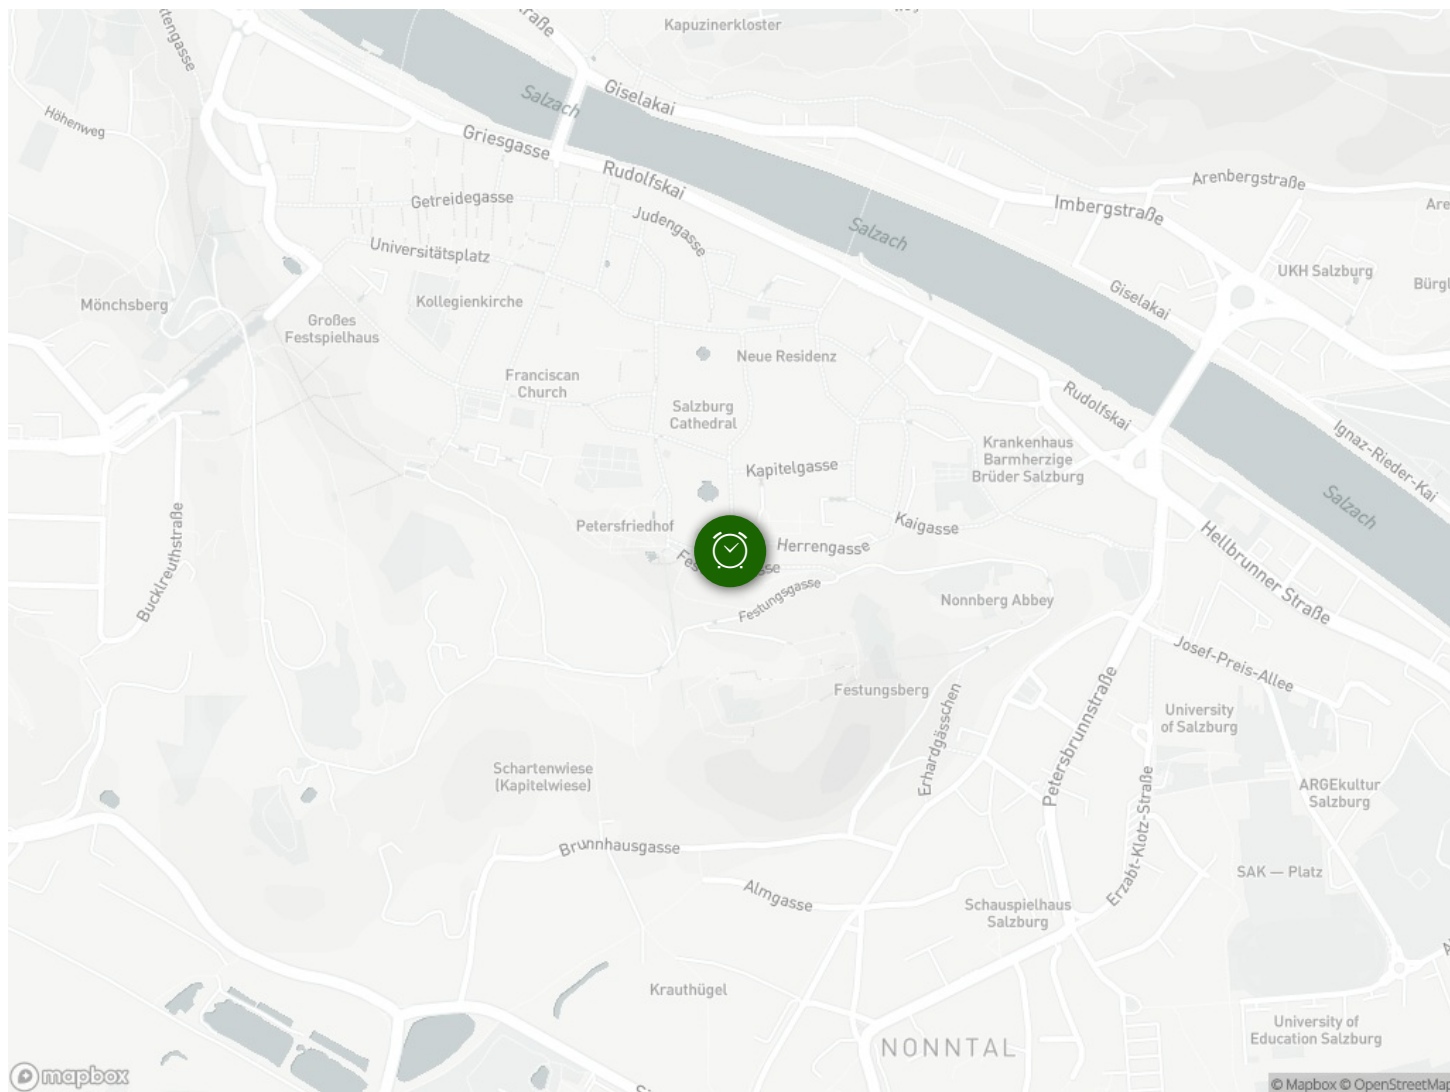 Kapuzinerkloster
Salzach
Giselakai
Höhenweg
Griesgasse
Rudolfskai
Arenbergstraße
Getreidegasse
Imbergstraße
Judengasse
Salzach
Universitätsplatz
UKH Salzburg
Giselakai
Mönchsberg
Kollegienkirche
Großes
Festspielhaus
Neue Residenz
Franciscan
Church
Rudolfskai
Salzburg
Cathedral
Ignaz-Rieder-Kai
Krankenhaus
Barmherzige
Brüder Salzburg
Kapitelgasse
Salzach
Petersfriedhof
Kaigasse
Herrengasse
Hellbrunner Straße
Bucklreuthstraße
Festungsgasse
Nonnberg Abbey
Josef-Preis-Allee
Festungsberg
Erhardgässchen
Petersbrunnstraße
University
of Salzburg
Schartenwiese
(Kapitelwiese)
ARGEkultur
Salzburg
Erzabt-Klotz-Straße
Brunnhausgasse
SAK — Platz
Almgasse
Schauspielhaus
Salzburg
Krauthügel
NONNTAL
University of
Education Salzburg
mapbox
© Mapbox © OpenStreetMap